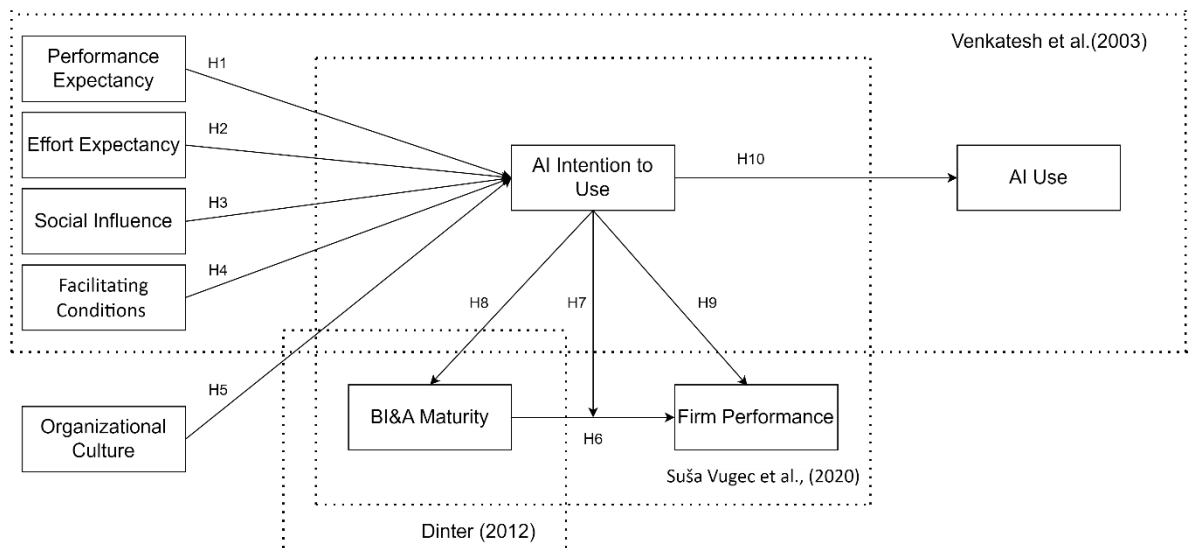 Venkatesh et al.(2003)
Performance
Expectancy
H1
Effort Expectancy
H2
AI Intention to
Use
H10
AI Use
Social Influence
H3
Facilitating
Conditions
H4
H8
H7
H9
H5
Organizational
Culture
BI&A Maturity
H6
Firm Performance
Suša Vugec et al., (2020)
Dinter (2012)